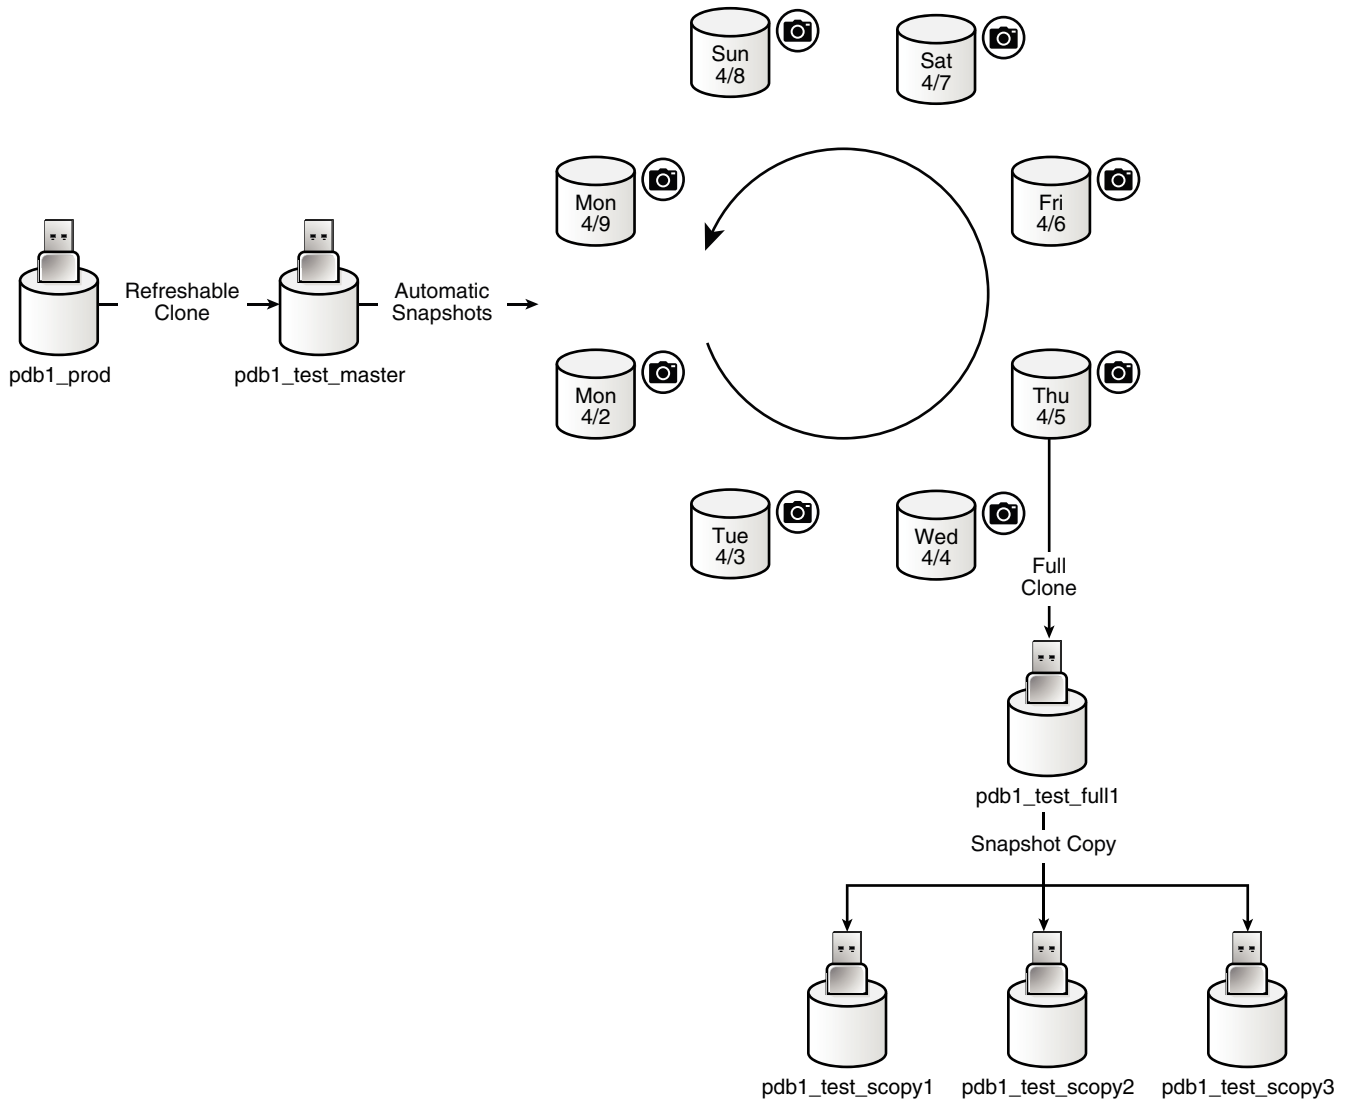 Sun
4/8
Sat
4/7
Mon
4/9
Fri
4/6
Refreshable
Clone
Automatic
Snapshots
pdb1_prod
pdb1_test_master
Mon
4/2
Thu
4/5
Tue
4/3
Wed
4/4
Full
Clone
pdb1_test_full1
Snapshot Copy
pdb1_test_scopy1
pdb1_test_scopy2
pdb1_test_scopy3